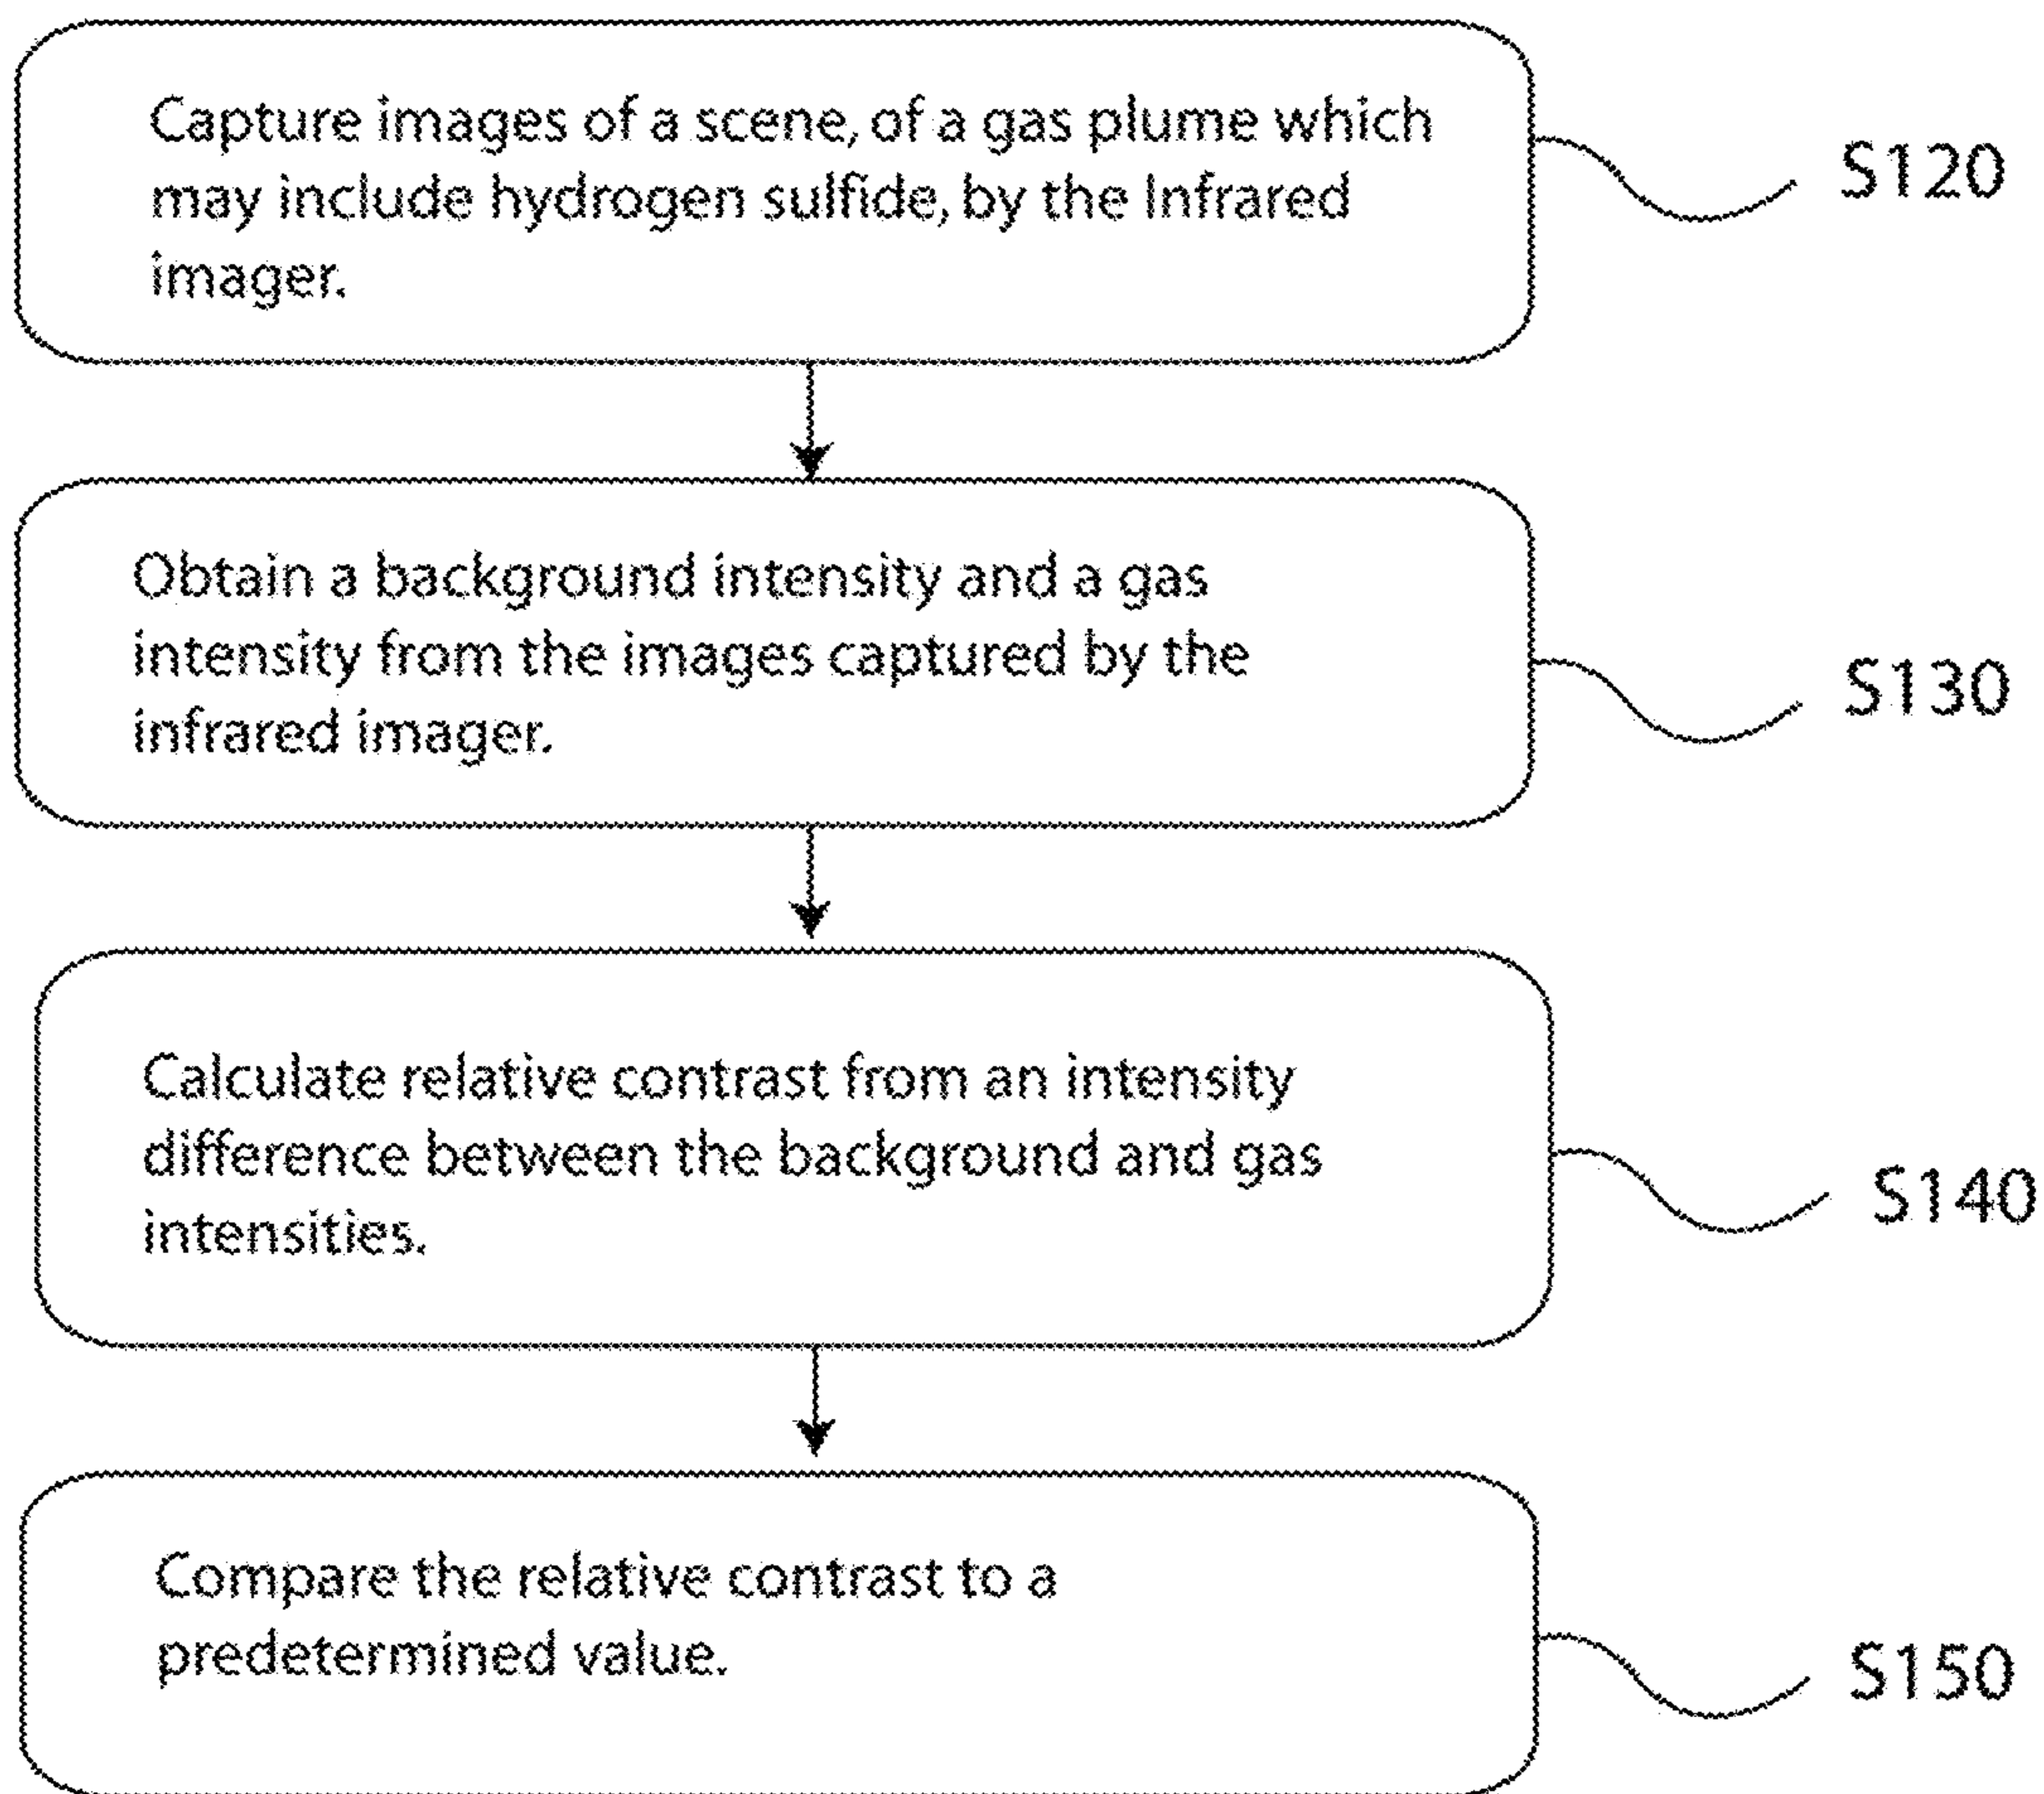 Capture images of a scene, of a gas plume which
may include hydrogen sulfide, by the Infrared
imager.
S120
Obtain a background intensity and a gas
intensity from the images captured by the
infrared imager.
S130
Calculate relative contrast from an intensity
difference between the background and gas
intensities.
S140
Compare the relative contrast to a
predetermined value.
S150